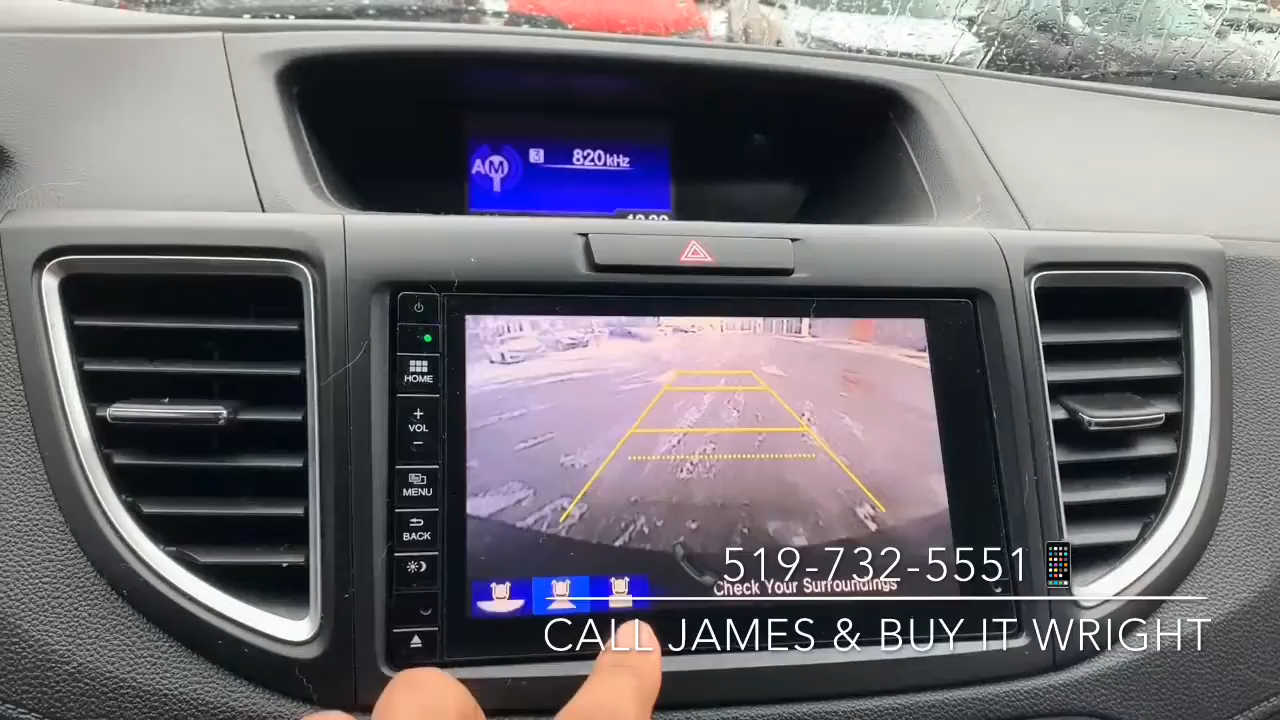 AM 3 820kHz
HOME
+
VOL
−
MENU
BACK
519-732-5551📱
Check Your Surroundings
CALL JAMES & BUY IT WRIGHT